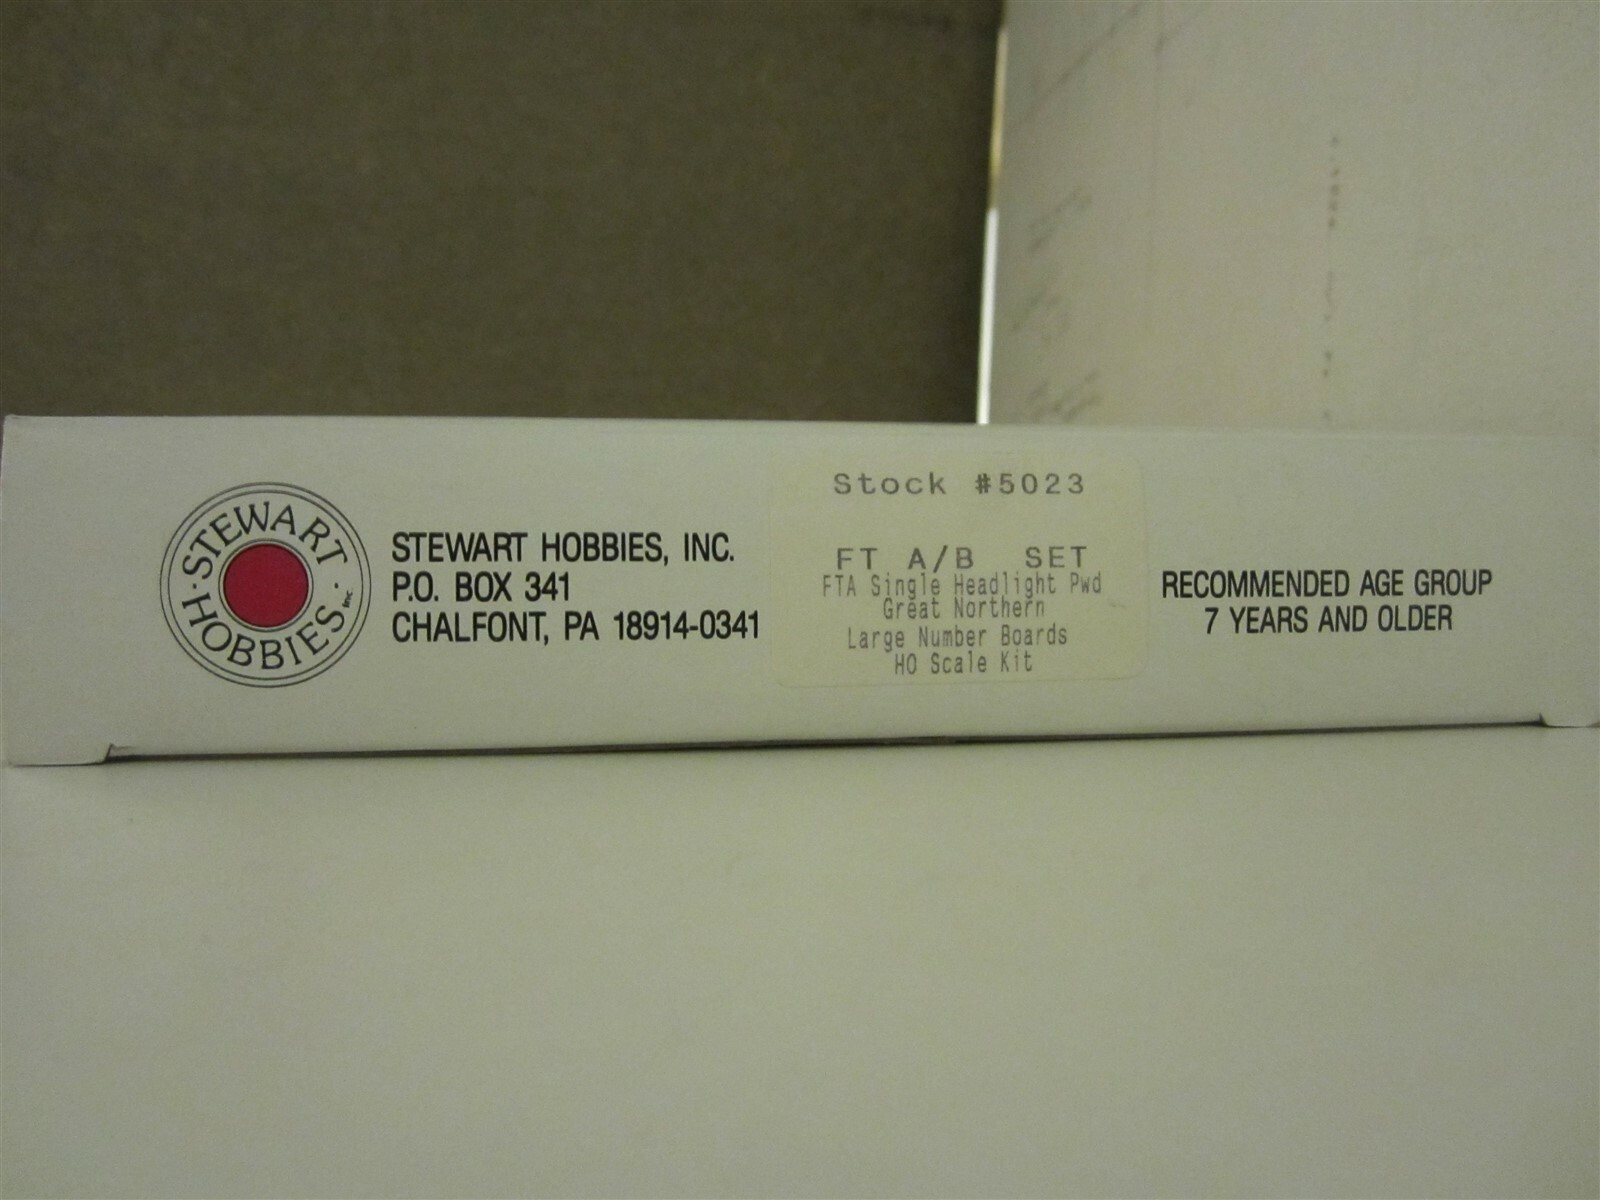 STEWART HOBBIES Inc.
STEWART HOBBIES, INC.
P.O. BOX 341
CHALFONT, PA 18914-0341
Stock #5023
FT A/B SET
FTA Single Headlight Pwd
Great Northern
Large Number Boards
HO Scale Kit
RECOMMENDED AGE GROUP
7 YEARS AND OLDER